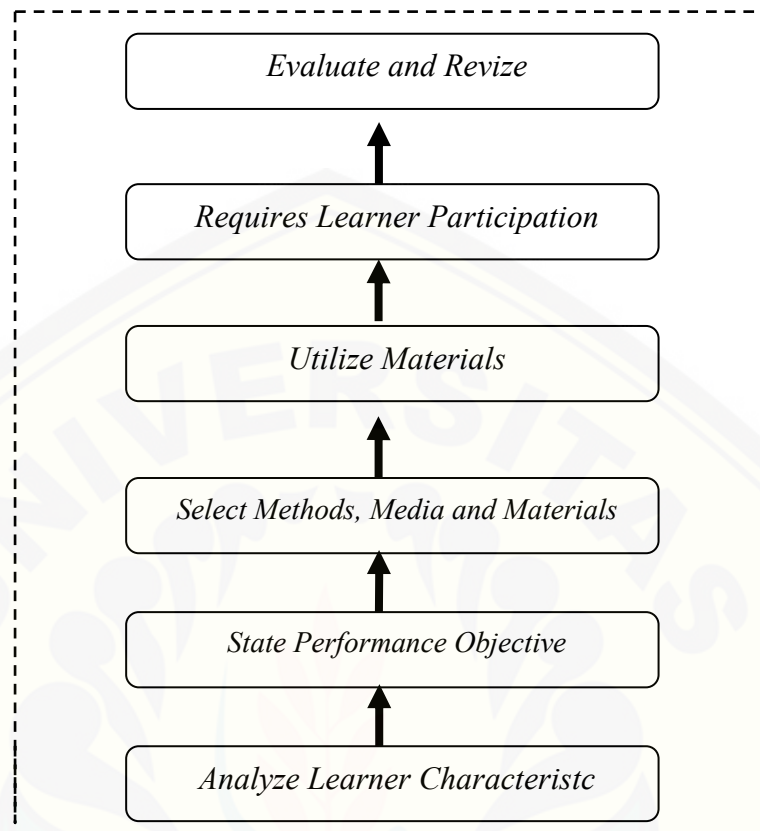 Evaluate and Revize
Requires Learner Participation
Utilize Materials
Select Methods, Media and Materials
State Performance Objective
Analyze Learner Characteristc
UNIVERSITAS